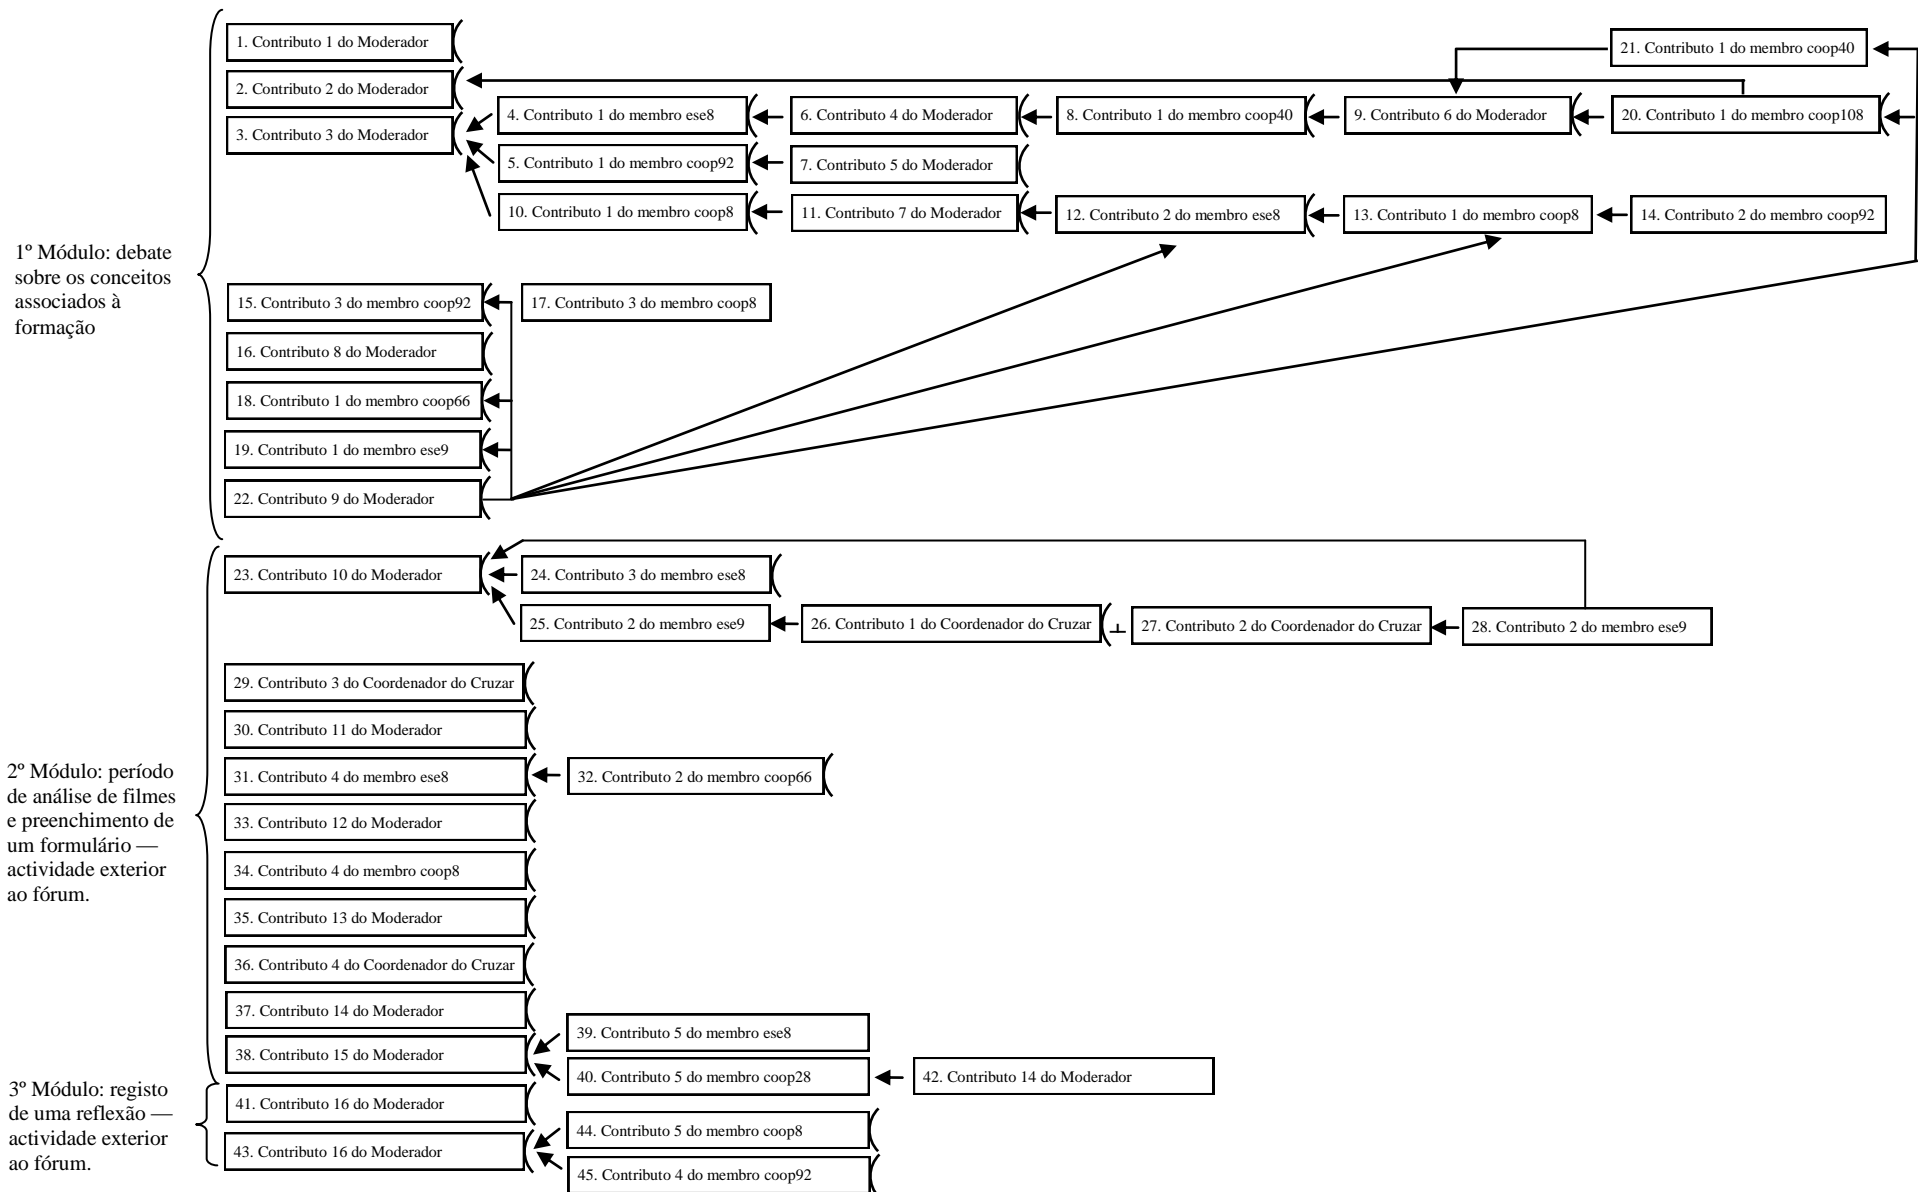 1. Contributo 1 do Moderador
21. Contributo 1 do membro coop40
2. Contributo 2 do Moderador
3. Contributo 3 do Moderador
4. Contributo 1 do membro ese8
6. Contributo 4 do Moderador
8. Contributo 1 do membro coop40
9. Contributo 6 do Moderador
20. Contributo 1 do membro coop108
5. Contributo 1 do membro coop92
7. Contributo 5 do Moderador
10. Contributo 1 do membro coop8
11. Contributo 7 do Moderador
12. Contributo 2 do membro ese8
13. Contributo 1 do membro coop8
14. Contributo 2 do membro coop92
1º Módulo: debate
sobre os conceitos
associados à
formação
15. Contributo 3 do membro coop92
17. Contributo 3 do membro coop8
16. Contributo 8 do Moderador
18. Contributo 1 do membro coop66
19. Contributo 1 do membro ese9
22. Contributo 9 do Moderador
23. Contributo 10 do Moderador
24. Contributo 3 do membro ese8
25. Contributo 2 do membro ese9
26. Contributo 1 do Coordenador do Cruzar
27. Contributo 2 do Coordenador do Cruzar
28. Contributo 2 do membro ese9
29. Contributo 3 do Coordenador do Cruzar
30. Contributo 11 do Moderador
2º Módulo: período
de análise de filmes
e preenchimento de
um formulário —
actividade exterior
ao fórum.
31. Contributo 4 do membro ese8
32. Contributo 2 do membro coop66
33. Contributo 12 do Moderador
34. Contributo 4 do membro coop8
35. Contributo 13 do Moderador
36. Contributo 4 do Coordenador do Cruzar
37. Contributo 14 do Moderador
38. Contributo 15 do Moderador
39. Contributo 5 do membro ese8
40. Contributo 5 do membro coop28
42. Contributo 14 do Moderador
3º Módulo: registo
de uma reflexão —
actividade exterior
ao fórum.
41. Contributo 16 do Moderador
43. Contributo 16 do Moderador
44. Contributo 5 do membro coop8
45. Contributo 4 do membro coop92